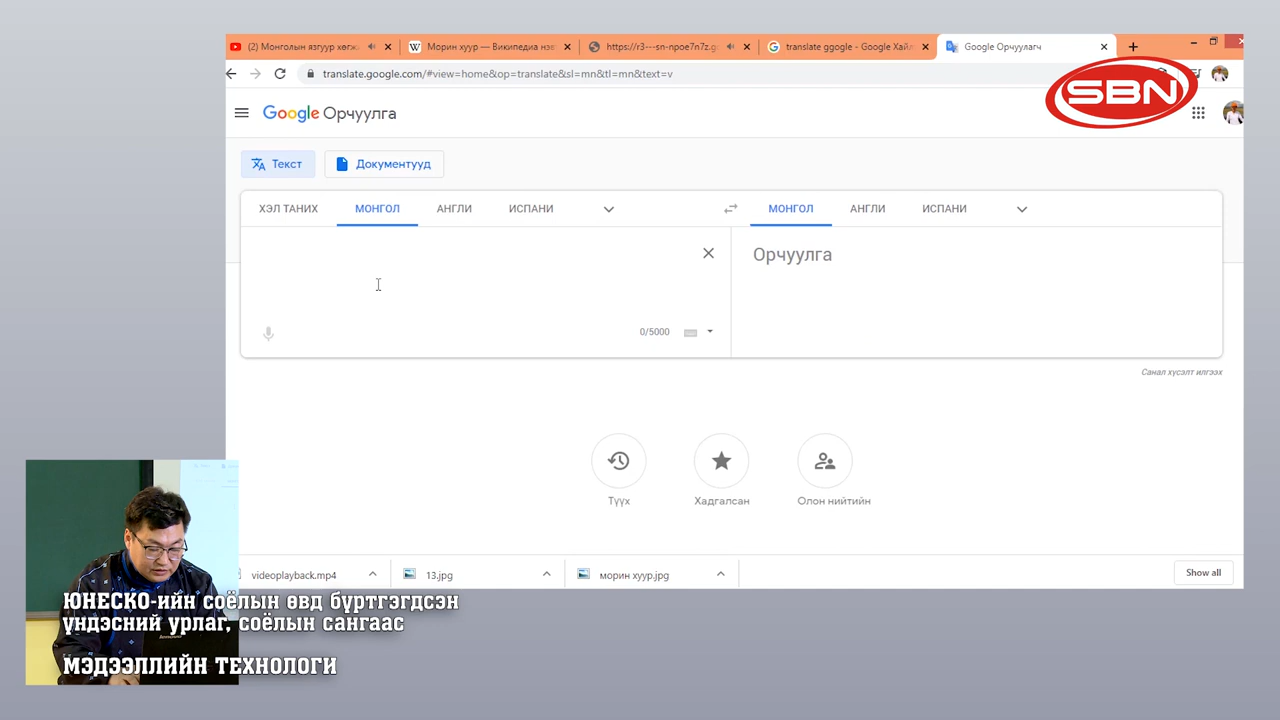 (2) Монголын язгуур хөгж
Морин хуур — Википедиа нэв
https://r3---sn-npoe7n7z.g
translate ggogle - Google Хайл
Google Орчуулагч
translate.google.com/#view=home&op=translate&sl=mn&tl=mn&text=v
SBN
Google Орчуулга
Текст
Документууд
ХЭЛ ТАНИХ
МОНГОЛ
АНГЛИ
ИСПАНИ
МОНГОЛ
АНГЛИ
ИСПАНИ
Орчуулга
0/5000
Санал хүсэлт илгээх
Түүх
Хадгалсан
Олон нийтийн
videoplayback.mp4
13.jpg
морин хуур.jpg
Show all
ЮНЕСКО-ийн соёлын өвд бүртгэгдсэн
үндэсний урлаг, соёлын сангаас
МЭДЭЭЛЛИЙН ТЕХНОЛОГИ